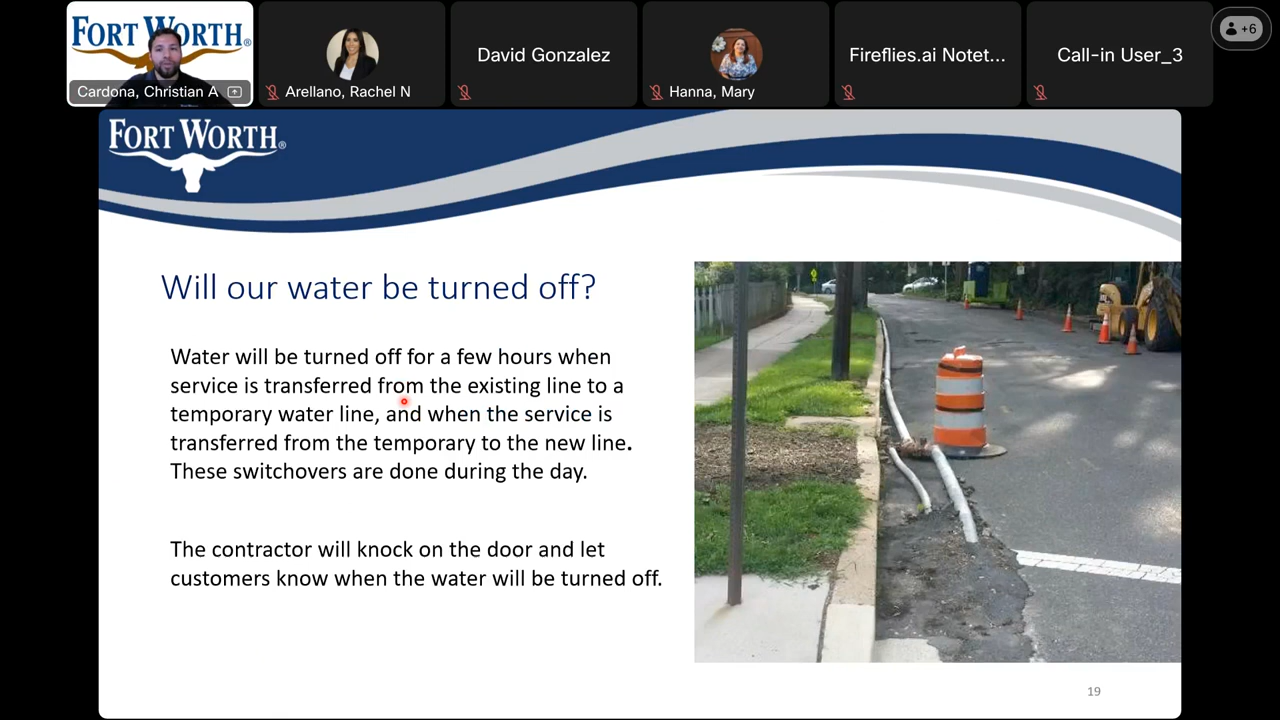 FORT WORTH®
Cardona, Christian A
Arellano, Rachel N
David Gonzalez
Hanna, Mary
Fireflies.ai Notet...
Call-in User_3
+6
FORT WORTH®
Will our water be turned off?
Water will be turned off for a few hours when
service is transferred from the existing line to a
temporary water line, and when the service is
transferred from the temporary to the new line.
These switchovers are done during the day.
The contractor will knock on the door and let
customers know when the water will be turned off.
19